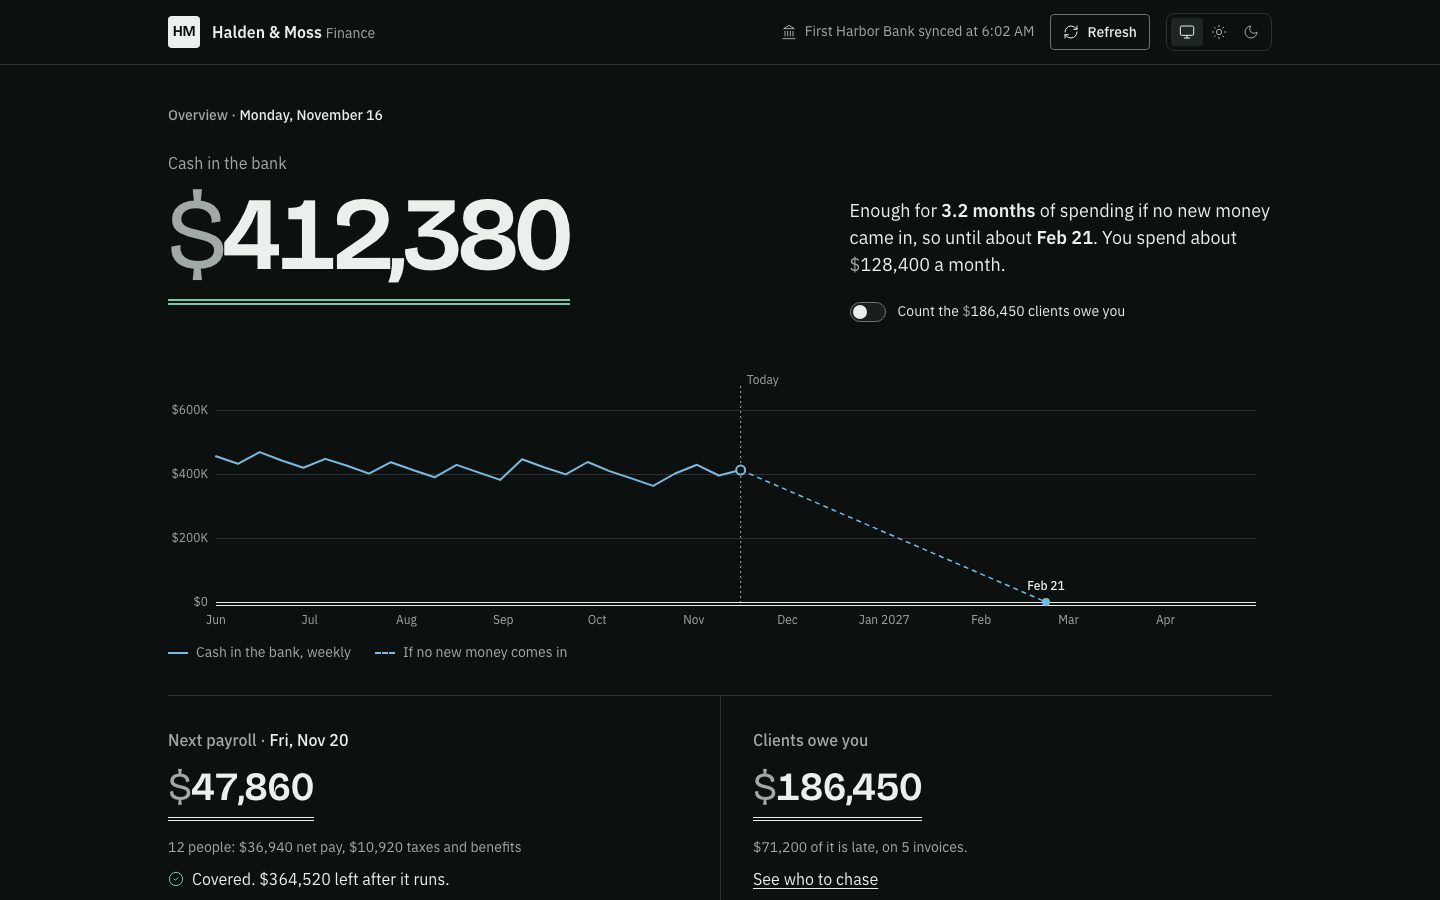 HM Halden & Moss Finance
First Harbor Bank synced at 6:02 AM
Refresh
Overview · Monday, November 16
Cash in the bank
$412,380
Enough for 3.2 months of spending if no new money
came in, so until about Feb 21. You spend about
$128,400 a month.
Count the $186,450 clients owe you
Today
$600K
$400K
$200K
$0
Feb 21
Jun Jul Aug Sep Oct Nov Dec Jan 2027 Feb Mar Apr
Cash in the bank, weekly
If no new money comes in
Next payroll · Fri, Nov 20
$47,860
12 people: $36,940 net pay, $10,920 taxes and benefits
Covered. $364,520 left after it runs.
Clients owe you
$186,450
$71,200 of it is late, on 5 invoices.
See who to chase